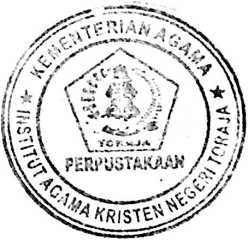 KEMENTERIAN AGAMA
TORAJA
PERPUSTAKAAN
INSTITUT AGAMA KRISTEN NEGERI TORAJA